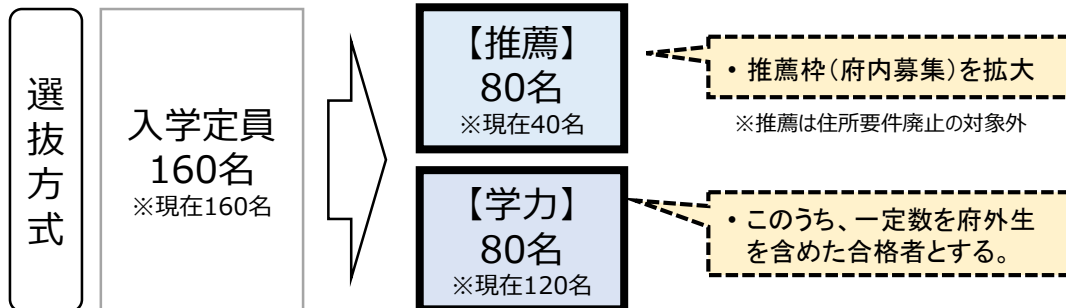 選抜方式
入学定員
160名
※現在160名
【推薦】
80名
※現在40名
・推薦枠(府内募集)を拡大
※推薦は住所要件廃止の対象外
【学力】
80名
※現在120名
・このうち、一定数を府外生
を含めた合格者とする。